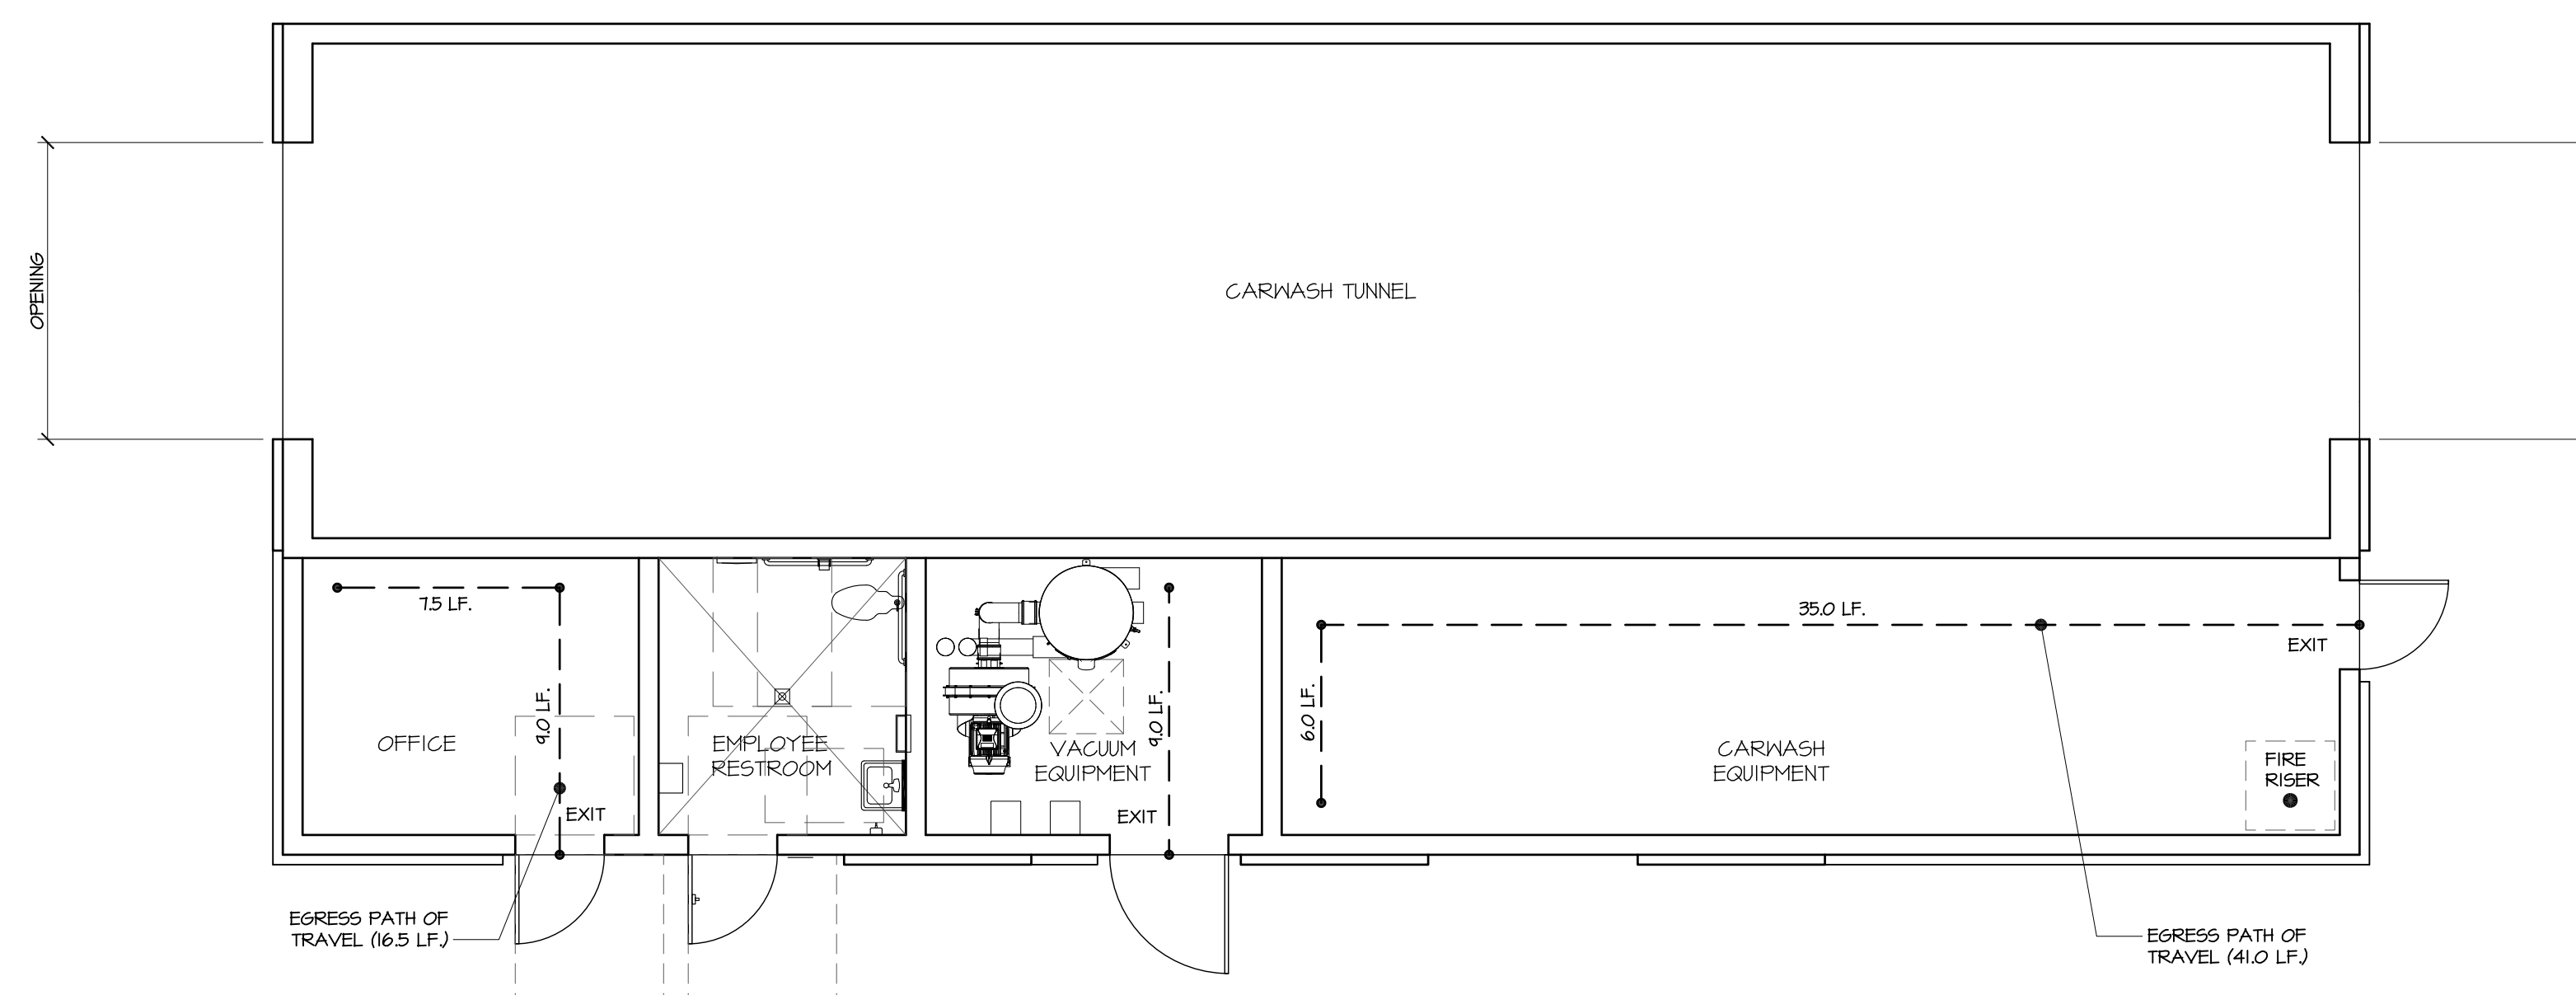 OPENING
CARWASH TUNNEL
7.5 LF.
9.0 LF.
OFFICE
EXIT
EGRESS PATH OF
TRAVEL (16.5 LF.)
EMPLOYEE
RESTROOM
9.0 LF.
VACUUM
EQUIPMENT
EXIT
35.0 LF.
6.0 LF.
EXIT
CARWASH
EQUIPMENT
FIRE
RISER
EGRESS PATH OF
TRAVEL (41.0 LF.)